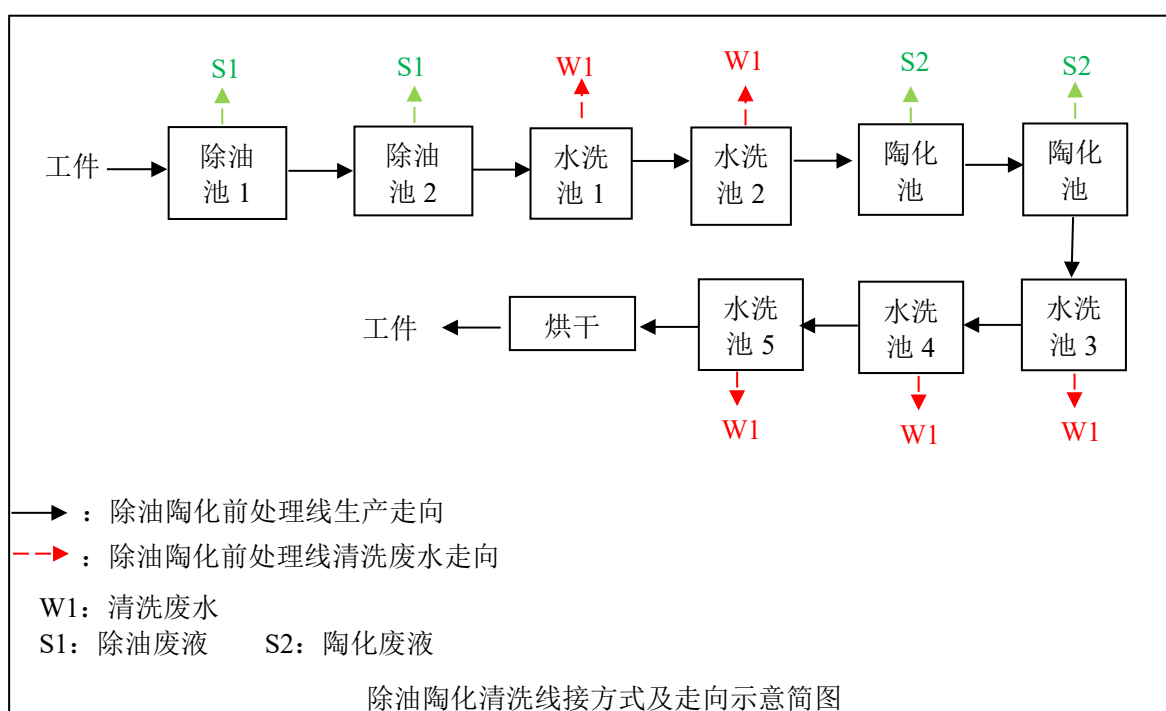 S1 S1 W1 W1 S2 S2
工件
除油
池 1
除油
池 2
水洗
池 1
水洗
池 2
陶化
池
陶化
池
工件
烘干
水洗
池 5
水洗
池 4
水洗
池 3
W1 W1 W1
：除油陶化前处理线生产走向
：除油陶化前处理线清洗废水走向
W1：清洗废水
S1：除油废液 S2：陶化废液
除油陶化清洗线接方式及走向示意简图